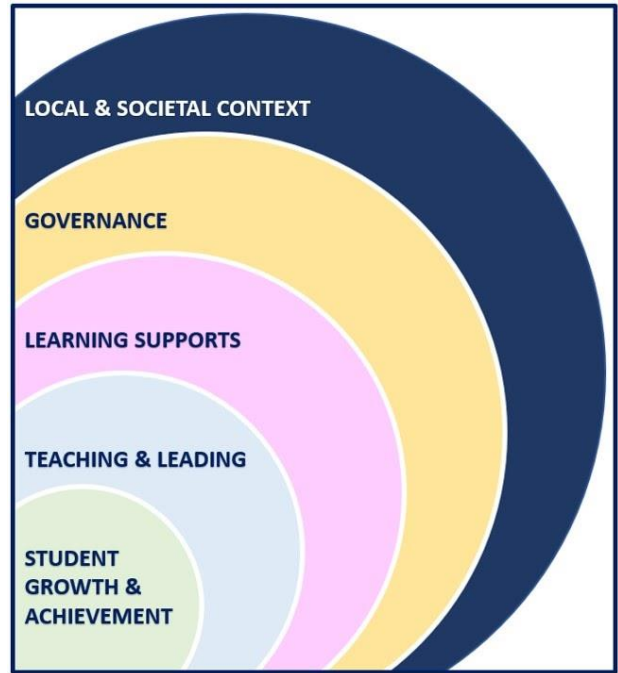 LOCAL & SOCIETAL CONTEXT
GOVERNANCE
LEARNING SUPPORTS
TEACHING & LEADING
STUDENT
GROWTH &
ACHIEVEMENT